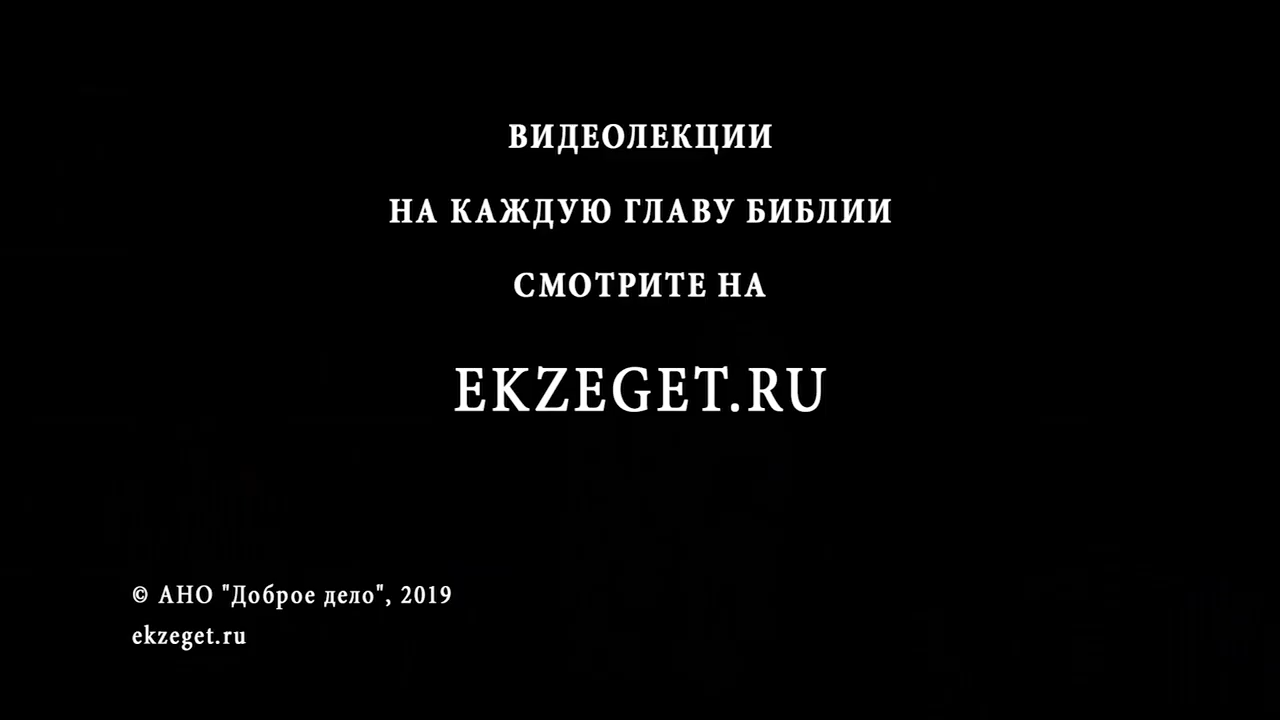 ВИДЕОЛЕКЦИИ
НА КАЖДУЮ ГЛАВУ БИБЛИИ
СМОТРИТЕ НА
EKZEGET.RU
© АНО "Доброе дело", 2019
ekzeget.ru